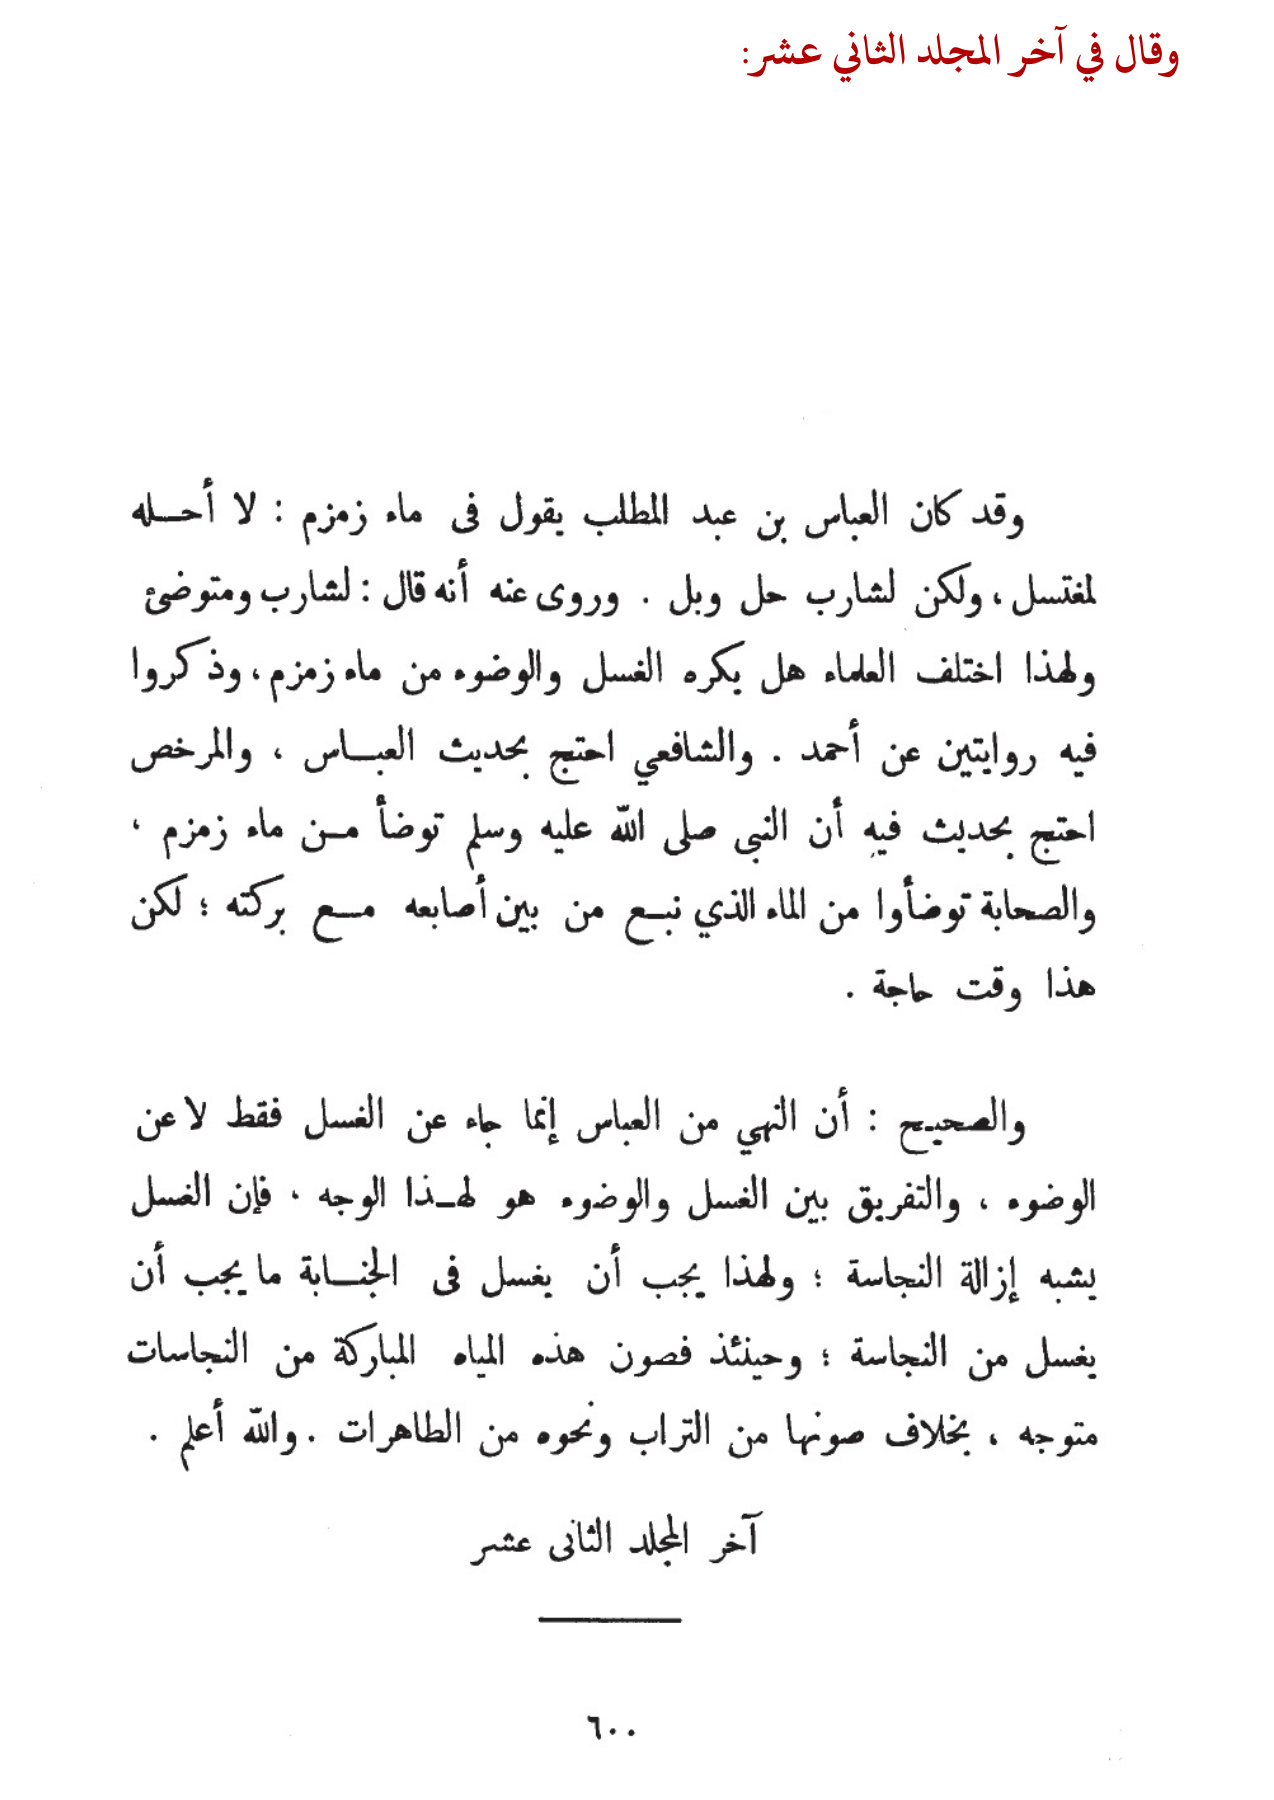 وقال في آخر المجلد الثاني عشر:
وقد كان العباس بن عبد المطلب يقول فى ماء زمزم : لا أحله
لمغتسل ، ولكن لشارب حل وبل . وروى عنه أنه قال : لشارب ومتوضئ
ولهذا اختلف العلماء هل يكره الغسل والوضوء من ماء زمزم ، وذكروا
فيه روايتين عن أحمد . والشافعي احتج بحديث العباس ، والمرخص
احتج بحديث فيه أن النبى صلى الله عليه وسلم توضأ من ماء زمزم ،
والصحابة توضأوا من الماء الذي نبع من بين أصابعه مع بركته ؛ لكن
هذا وقت حاجة .
والصحيح : أن النهي من العباس إنما جاء عن الغسل فقط لا عن
الوضوء ، والتفريق بين الغسل والوضوء هو لهذا الوجه ، فإن الغسل
يشبه إزالة النجاسة ؛ ولهذا يجب أن يغسل فى الجنابة ما يجب أن
يغسل من النجاسة ؛ وحينئذ فصون هذه المياه المباركة من النجاسات
متوجه ، بخلاف صونها من التراب ونحوه من الطاهرات . والله أعلم .
آخر المجلد الثانى عشر
٦٠٠